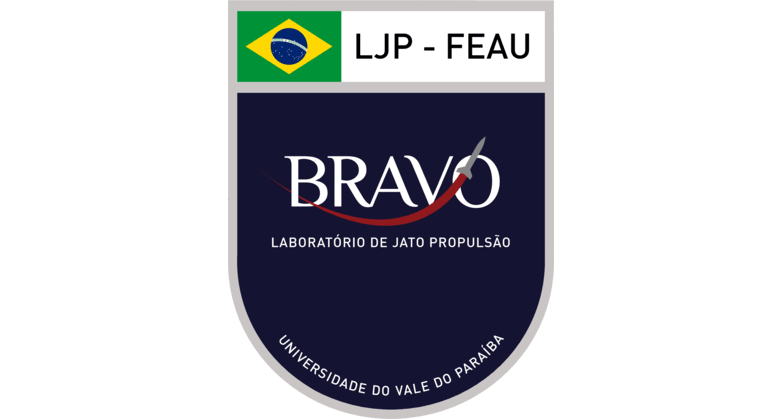 LJP - FEAU
BRAVO
LABORATÓRIO DE JATO PROPULSÃO
UNIVERSIDADE DO VALE DO PARAÍBA